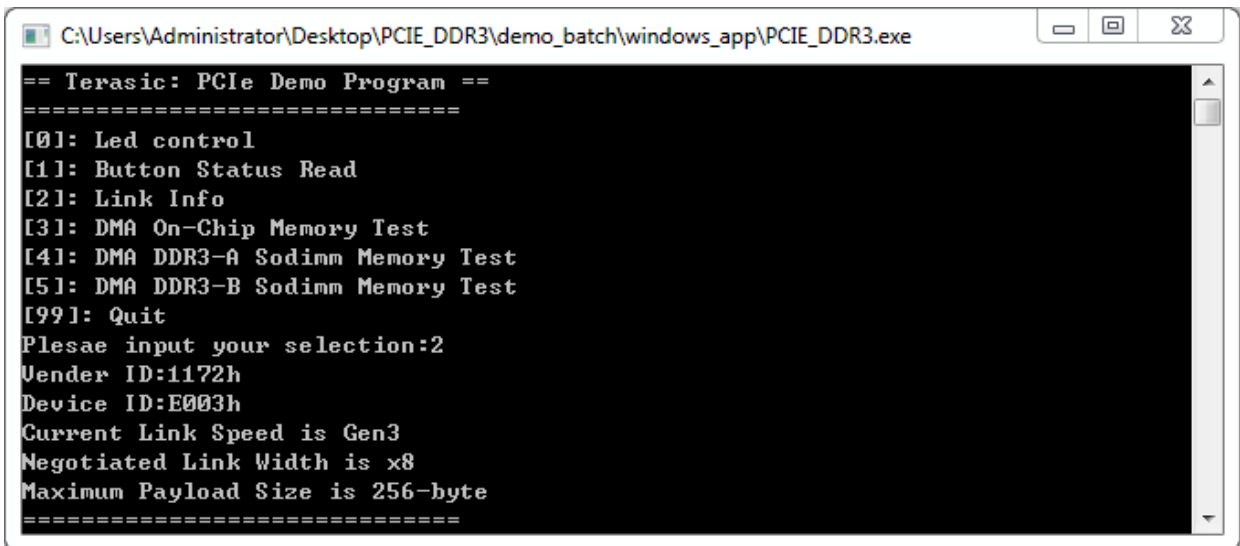 C:\Users\Administrator\Desktop\PCIE_DDR3\demo_batch\windows_app\PCIE_DDR3.exe
== Terasic: PCIe Demo Program ==
==============================
[0]: Led control
[1]: Button Status Read
[2]: Link Info
[3]: DMA On-Chip Memory Test
[4]: DMA DDR3-A Sodimm Memory Test
[5]: DMA DDR3-B Sodimm Memory Test
[99]: Quit
Plesae input your selection:2
Vender ID:1172h
Device ID:E003h
Current Link Speed is Gen3
Negotiated Link Width is x8
Maximum Payload Size is 256-byte
==============================